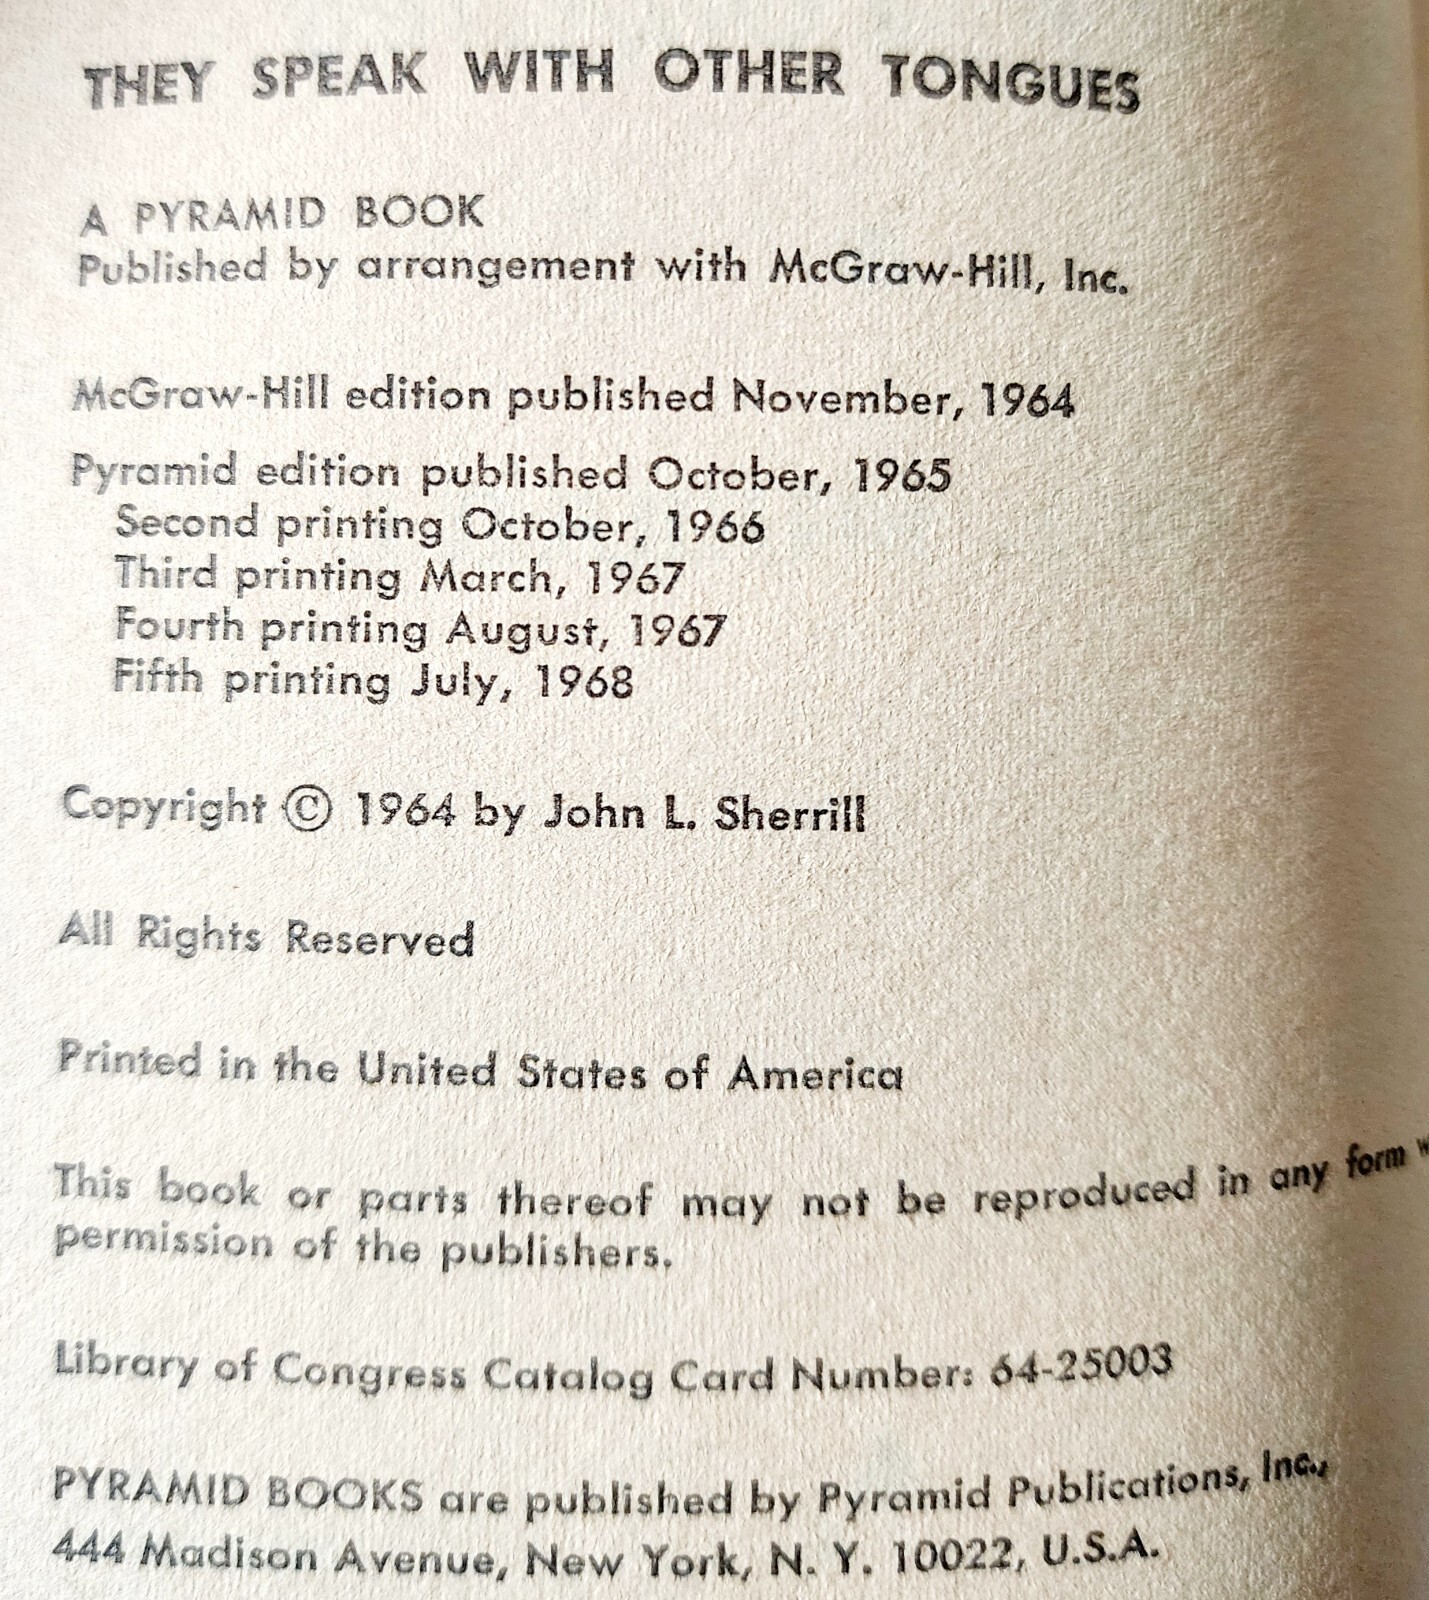 THEY SPEAK WITH OTHER TONGUES
A PYRAMID BOOK
Published by arrangement with McGraw-Hill, Inc.
McGraw-Hill edition published November, 1964
Pyramid edition published October, 1965
Second printing October, 1966
Third printing March, 1967
Fourth printing August, 1967
Fifth printing July, 1968
Copyright © 1964 by John L. Sherrill
All Rights Reserved
Printed in the United States of America
This book or parts thereof may not be reproduced in any form
permission of the publishers.
Library of Congress Catalog Card Number: 64-25003
PYRAMID BOOKS are published by Pyramid Publications, Inc.,
444 Madison Avenue, New York, N. Y. 10022, U.S.A.